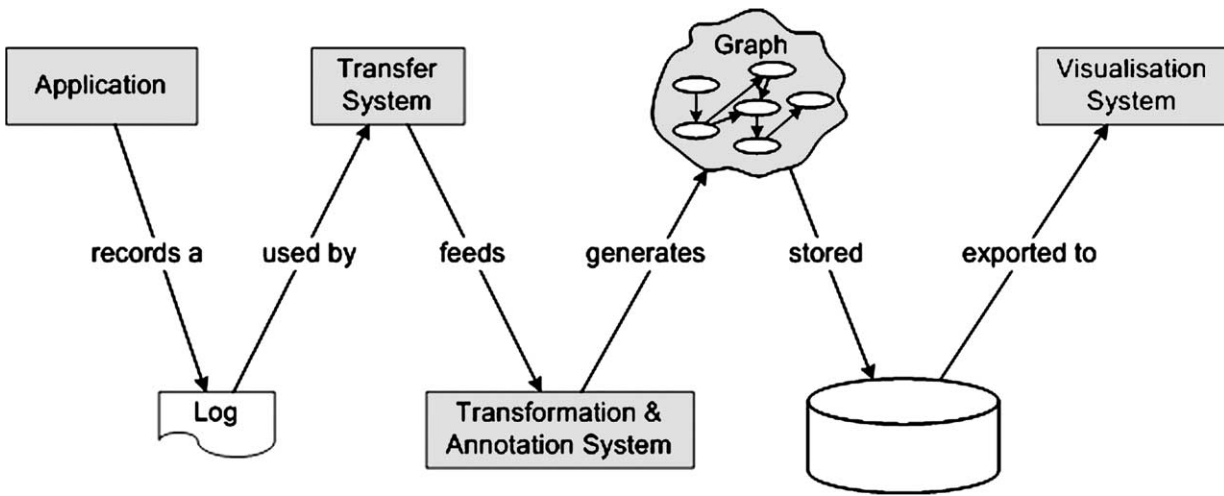 Application
Transfer
System
Graph
Visualisation
System
records a
used by
feeds
generates
stored
exported to
Log
Transformation &
Annotation System